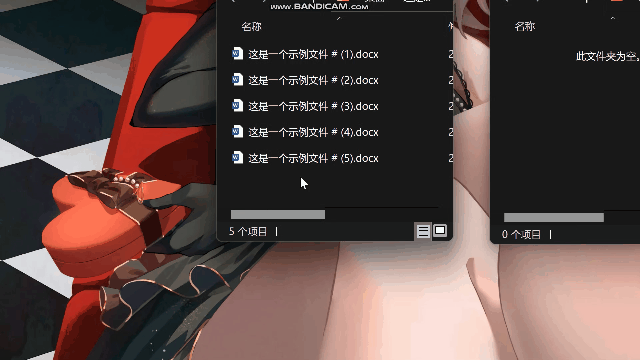 www.BANDICAM.com
名称
这是一个示例文件 # (1).docx
这是一个示例文件 # (2).docx
这是一个示例文件 # (3).docx
这是一个示例文件 # (4).docx
这是一个示例文件 # (5).docx
5 个项目
名称
此文件夹为空。
0 个项目